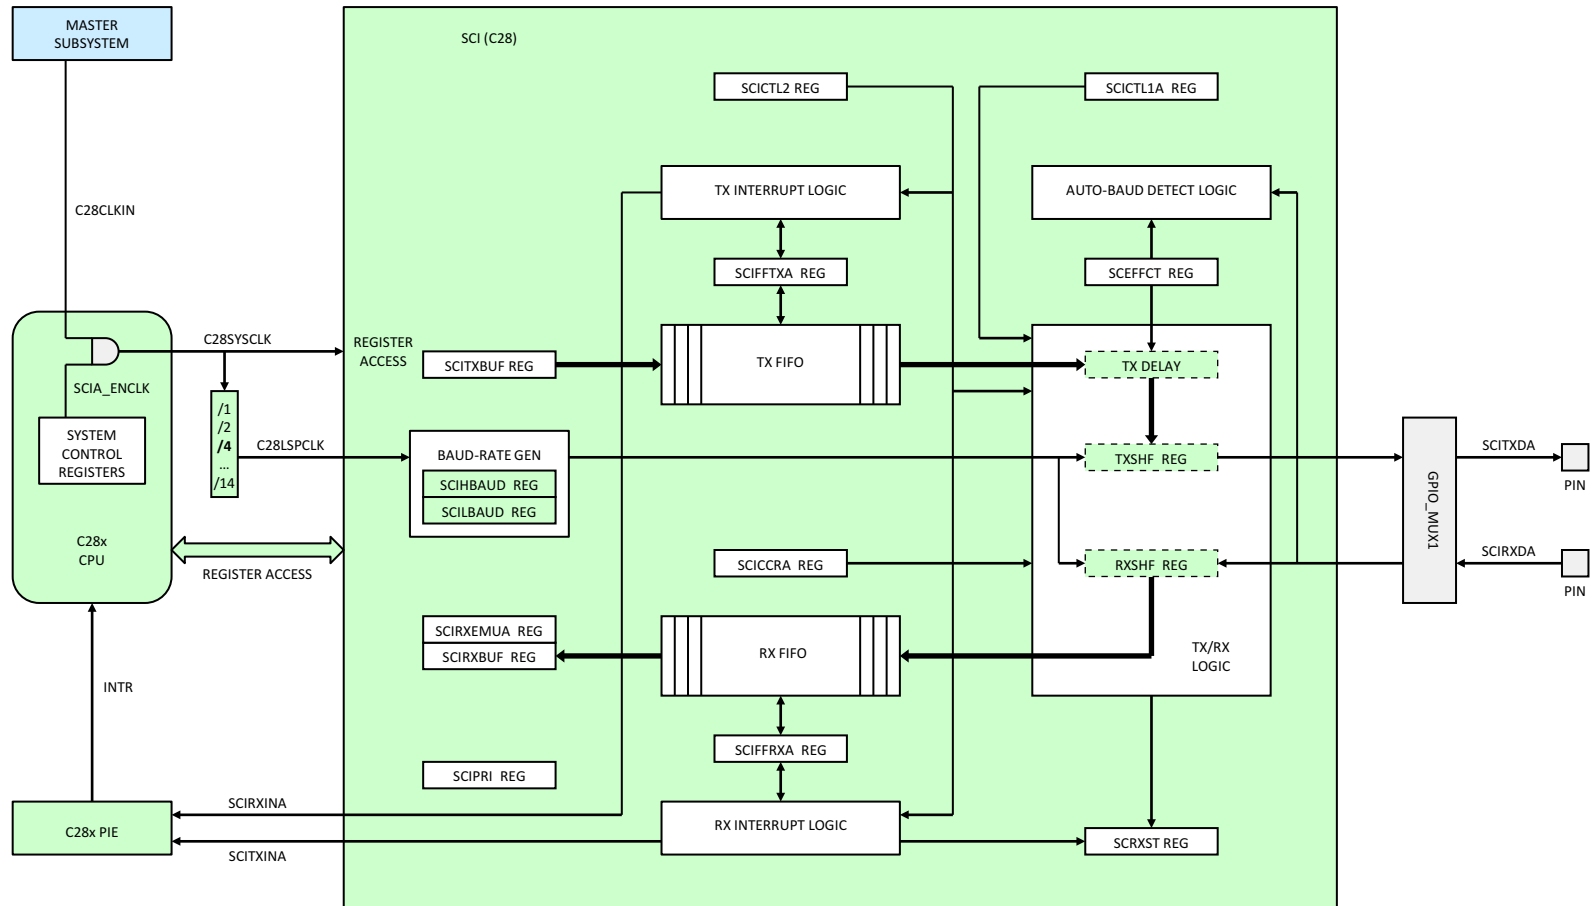 MASTER
SUBSYSTEM
SCI (C28)
SCICTL2 REG
SCICTL1A REG
C28CLKIN
TX INTERRUPT LOGIC
AUTO-BAUD DETECT LOGIC
SCIFFTXA REG
SCEFFCT REG
C28SYSCLK
REGISTER
ACCESS
SCITXBUF REG
TX FIFO
TX DELAY
SCIA_ENCLK
SYSTEM
CONTROL
REGISTERS
/1
/2
/4
...
/14
C28LSPCLK
BAUD-RATE GEN
SCIHBAUD REG
SCILBAUD REG
TXSHF REG
GPIO_MUX1
SCITXDA
PIN
C28x
CPU
REGISTER ACCESS
SCICCRA REG
RXSHF REG
SCIRXDA
PIN
SCIRXEMUA REG
SCIRXBUF REG
RX FIFO
TX/RX
LOGIC
INTR
SCIFFRXA REG
SCIPRI REG
SCIRXINA
C28x PIE
RX INTERRUPT LOGIC
SCRXST REG
SCITXINA